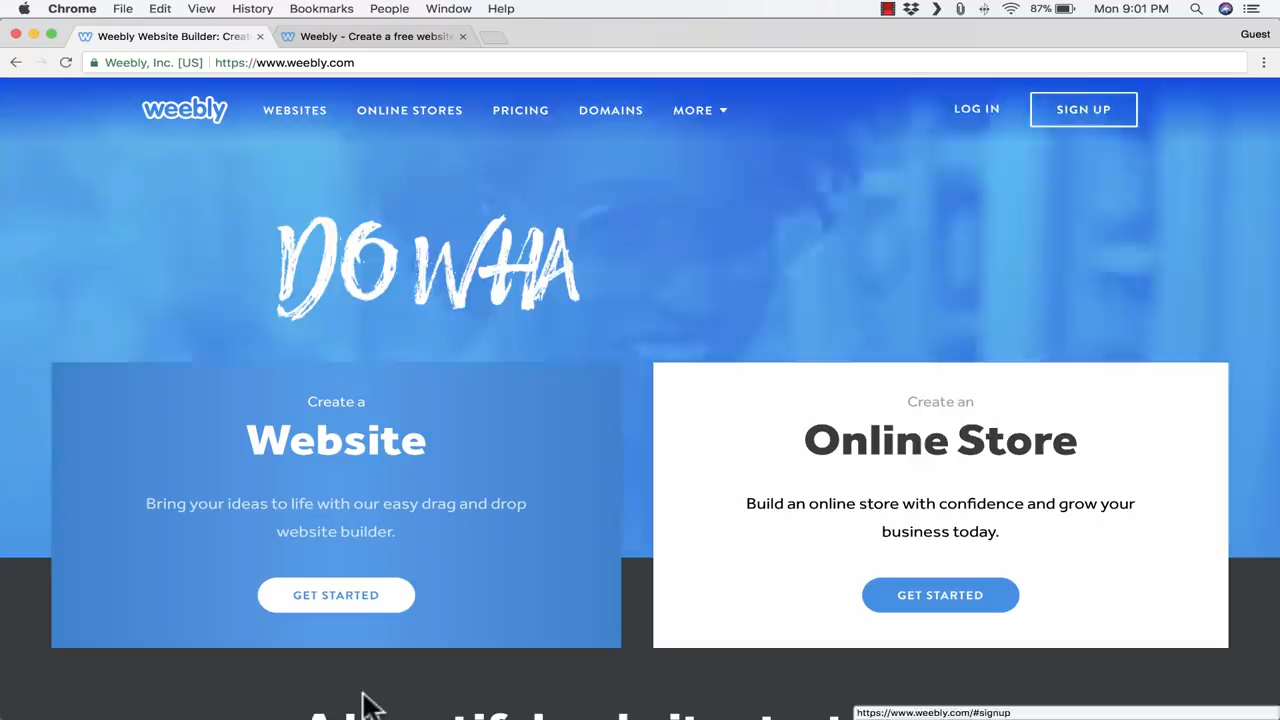 Chrome File Edit View History Bookmarks People Window Help 87% Mon 9:01 PM
Weebly Website Builder: Creat Weebly - Create a free website Guest
Weebly, Inc. [US] https://www.weebly.com
weebly WEBSITES ONLINE STORES PRICING DOMAINS MORE LOG IN SIGN UP
DO WHA
Create a
Website
Bring your ideas to life with our easy drag and drop
website builder.
GET STARTED
Create an
Online Store
Build an online store with confidence and grow your
business today.
GET STARTED
https://www.weebly.com/#signup